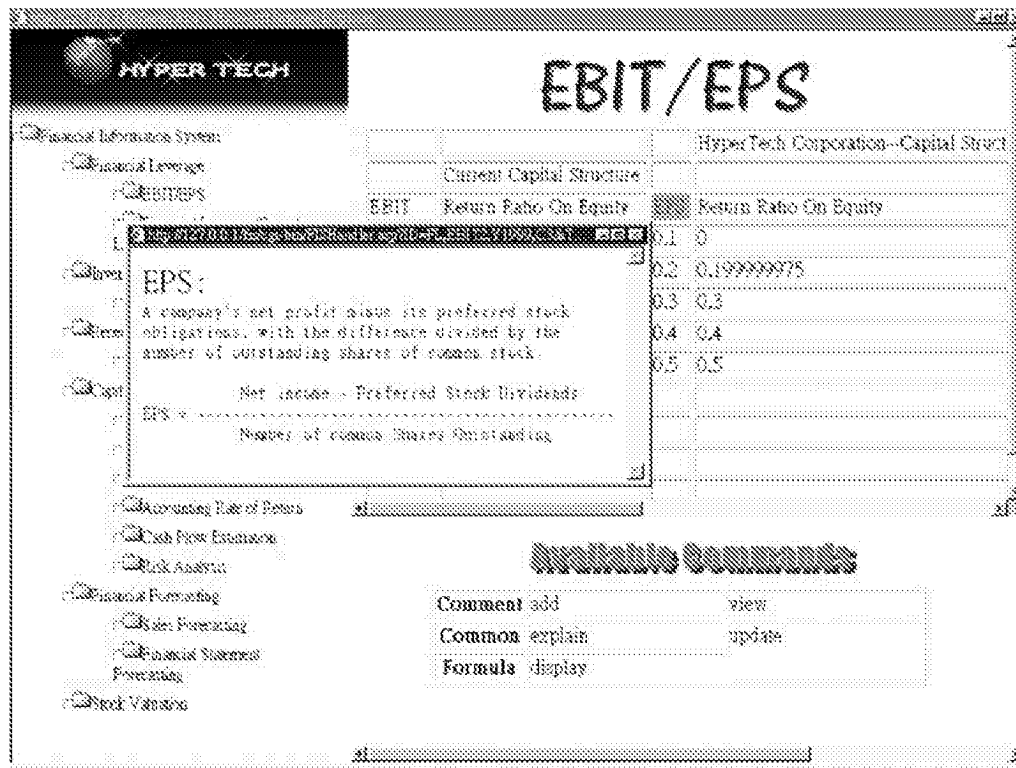 HYPER TECH
EBIT/EPS
Financial Information System
Financial Leverage
EBIT/EPS
Accounting Rate of Return
Cash Flow Estimation
Risk Analysis
Financial Forecasting
Sales Forecasting
Financial Statement
Forecasting
Stock Valuation
HyperTech Corporation--Capital Struct
Current Capital Structure
EBIT Return Ratio On Equity Return Ratio On Equity
0.1 0
0.2 0.199999975
0.3 0.3
0.4 0.4
0.5 0.5
EPS:
A company's net profit minus its preferred stock
obligations, with the difference divided by the
number of outstanding shares of common stock.
Net income - Preferred Stock Dividends
EPS = ------------------------------
Number of common Shares Outstanding
Available Commands
Comment add view
Common explain update
Formula display